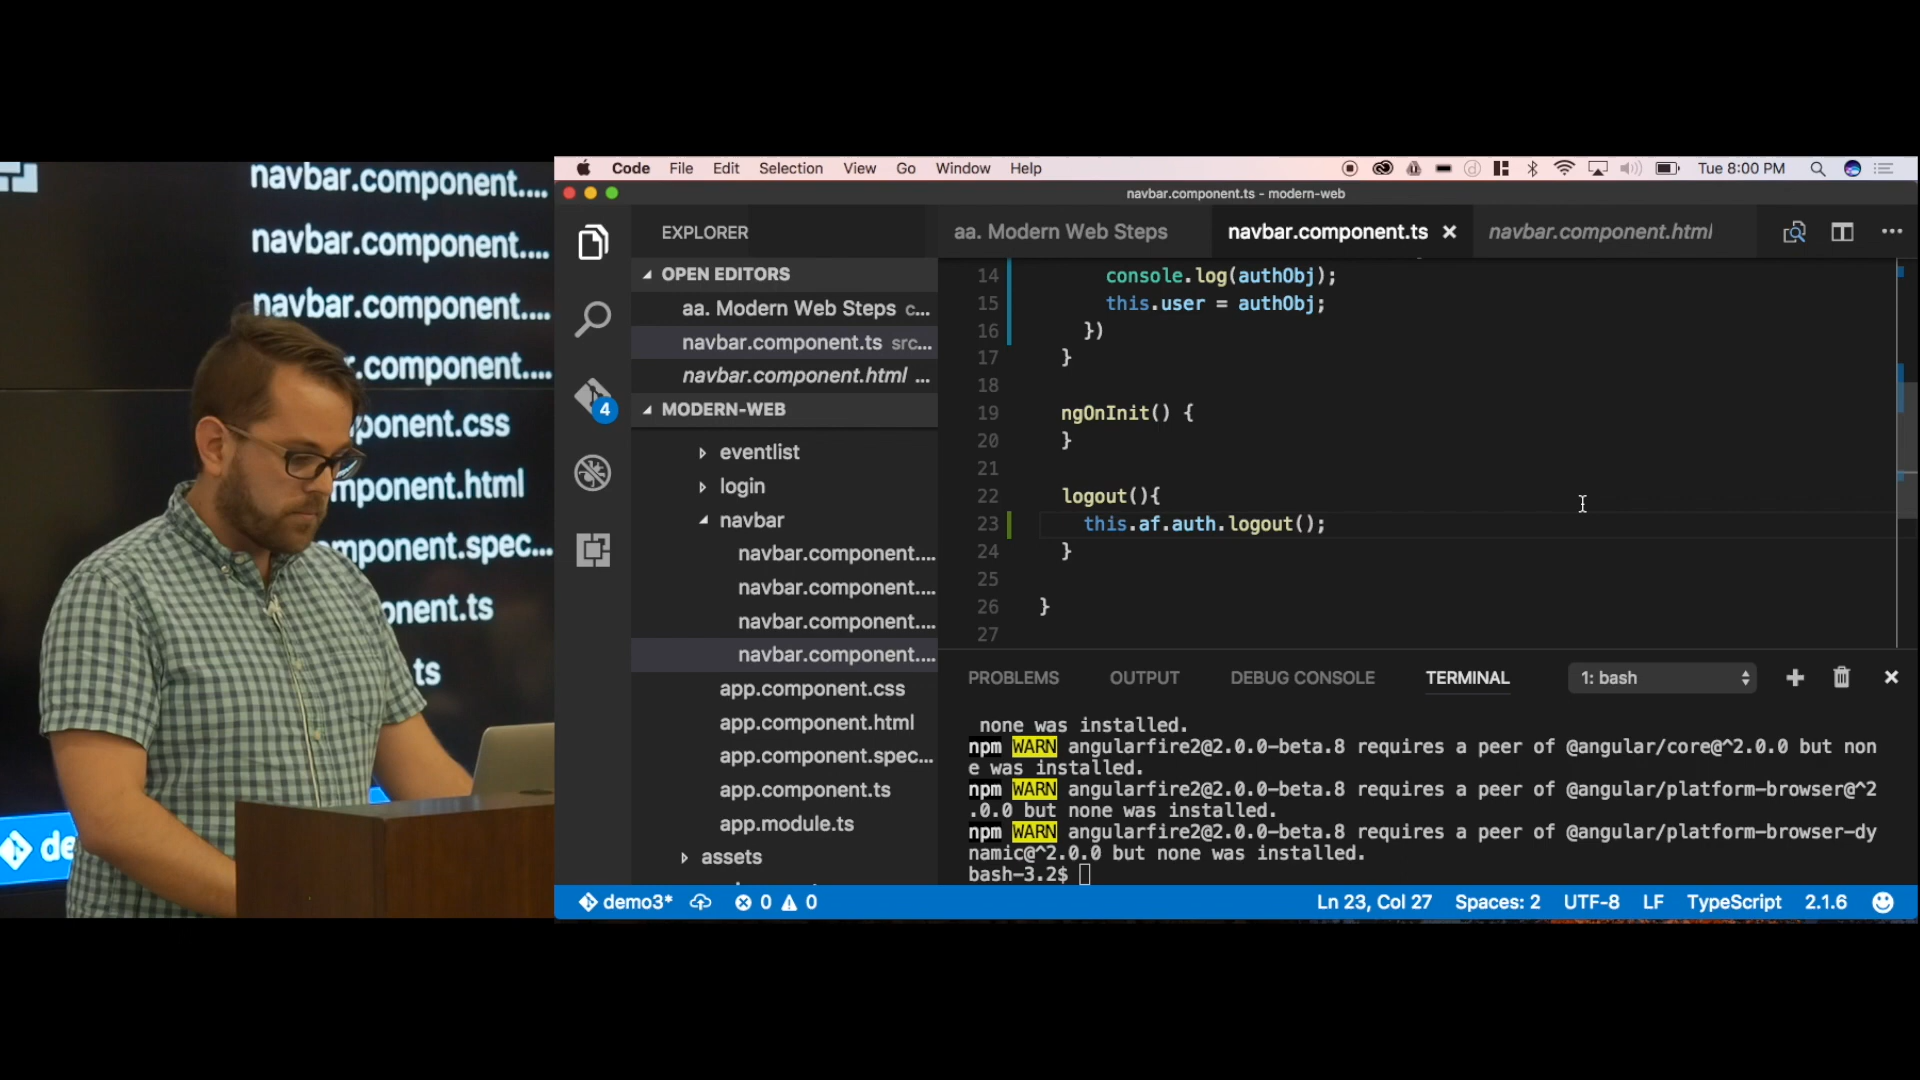 navbar.component....
navbar.component....
navbar.component....
r.component....
ponent.css
mponent.html
mponent.spec...
onent.ts
ts
de
Code File Edit Selection View Go Window Help Tue 8:00 PM
navbar.component.ts - modern-web
EXPLORER
aa. Modern Web Steps
navbar.component.ts
navbar.component.html
OPEN EDITORS
aa. Modern Web Steps c...
navbar.component.ts src...
navbar.component.html ...
MODERN-WEB
eventlist
login
navbar
navbar.component....
navbar.component....
navbar.component....
navbar.component....
app.component.css
app.component.html
app.component.spec...
app.component.ts
app.module.ts
assets
4
14 console.log(authObj);
15 this.user = authObj;
16 })
17 }
18
19 ngOnInit() {
20 }
21
22 logout(){
23 this.af.auth.logout();
24 }
25
26 }
27
PROBLEMS OUTPUT DEBUG CONSOLE TERMINAL 1: bash
none was installed.
npm WARN angularfire2@2.0.0-beta.8 requires a peer of @angular/core@^2.0.0 but non
e was installed.
npm WARN angularfire2@2.0.0-beta.8 requires a peer of @angular/platform-browser@^2
.0.0 but none was installed.
npm WARN angularfire2@2.0.0-beta.8 requires a peer of @angular/platform-browser-dy
namic@^2.0.0 but none was installed.
bash-3.2$
demo3* 0 0 Ln 23, Col 27 Spaces: 2 UTF-8 LF TypeScript 2.1.6